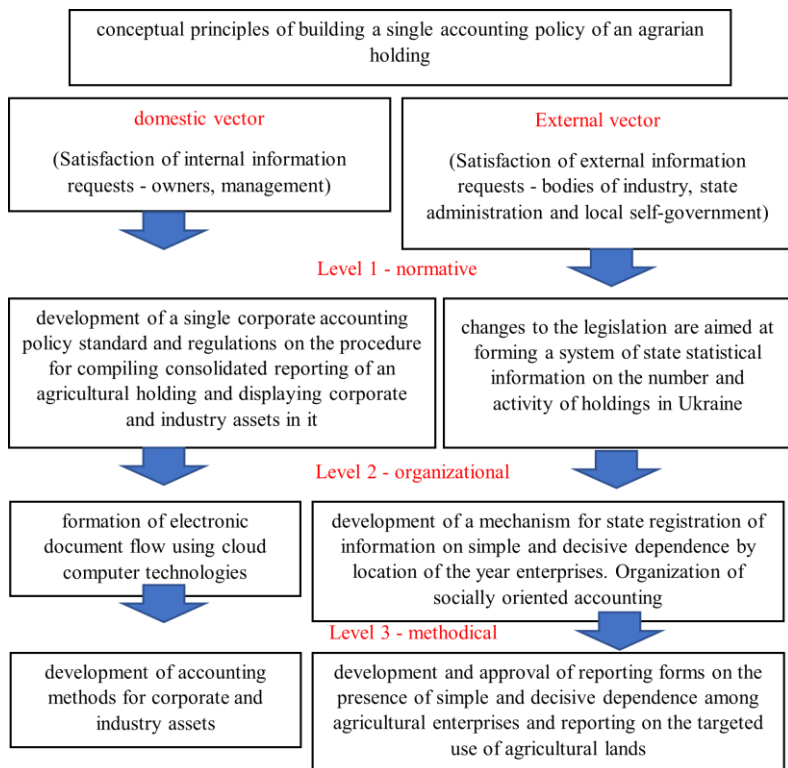 conceptual principles of building a single accounting policy of an agrarian
holding
domestic vector
(Satisfaction of internal information
requests - owners, management)
External vector
(Satisfaction of external information
requests - bodies of industry, state
administration and local self-government)
Level 1 - normative
development of a single corporate accounting
policy standard and regulations on the procedure
for compiling consolidated reporting of an
agricultural holding and displaying corporate
and industry assets in it
changes to the legislation are aimed at
forming a system of state statistical
information on the number and
activity of holdings in Ukraine
Level 2 - organizational
formation of electronic
document flow using cloud
computer technologies
development of a mechanism for state registration of
information on simple and decisive dependence by
location of the year enterprises. Organization of
socially oriented accounting
Level 3 - methodical
development of accounting
methods for corporate and
industry assets
development and approval of reporting forms on the
presence of simple and decisive dependence among
agricultural enterprises and reporting on the targeted
use of agricultural lands